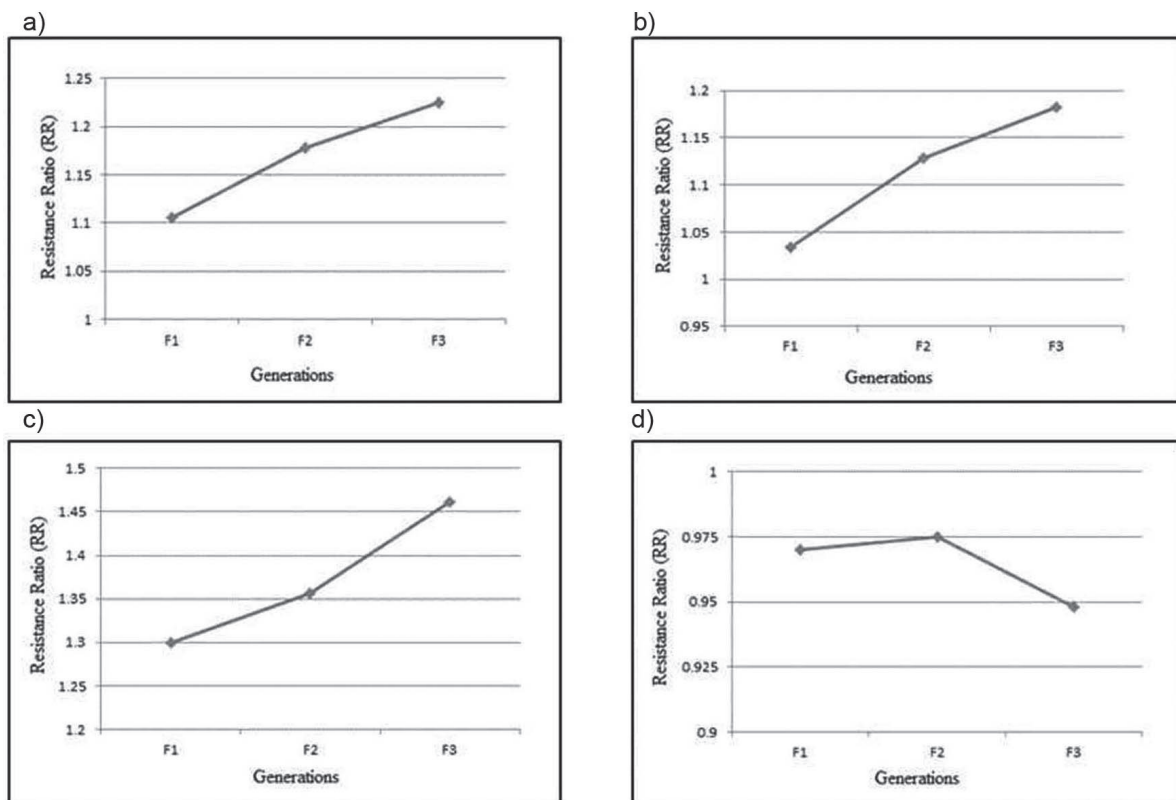 a)
Resistance Ratio (RR)
1.25
1.2
1.15
1.1
1.05
1
F1 F2 F3
Generations
b)
Resistance Ratio (RR)
1.2
1.15
1.1
1.05
1
0.95
F1 F2 F3
Generations
c)
Resistance Ratio (RR)
1.5
1.45
1.4
1.35
1.3
1.25
1.2
F1 F2 F3
Generations
d)
Resistance Ratio (RR)
1
0.975
0.95
0.925
0.9
F1 F2 F3
Generations